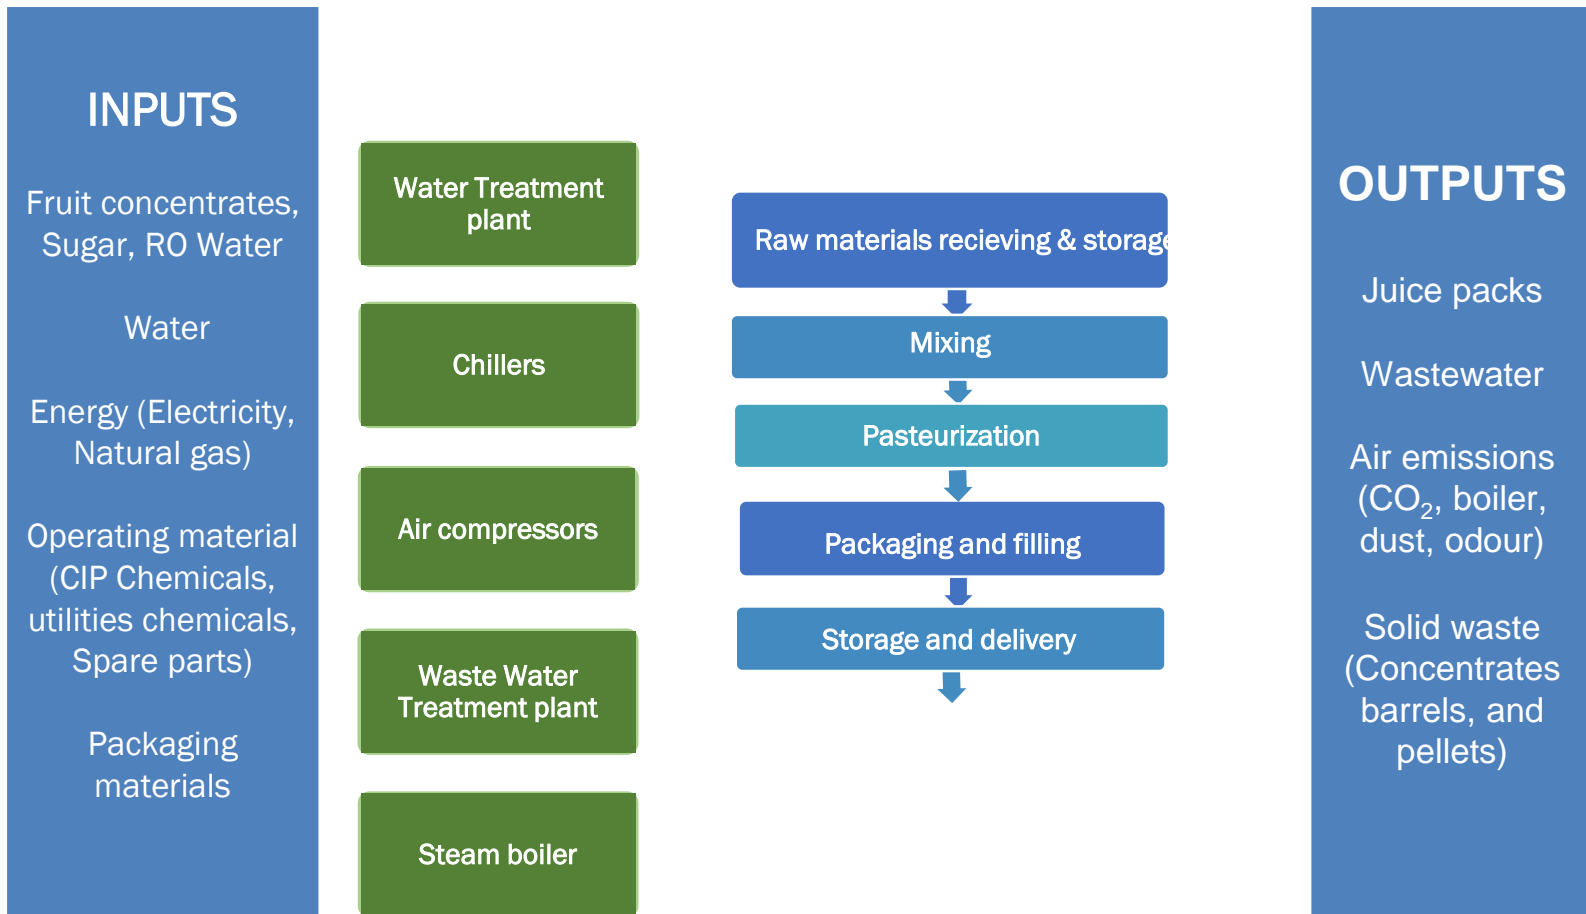 INPUTS
Fruit concentrates,
Sugar, RO Water
Water
Energy (Electricity,
Natural gas)
Operating material
(CIP Chemicals,
utilities chemicals,
Spare parts)
Packaging
materials
Water Treatment
plant
Chillers
Air compressors
Waste Water
Treatment plant
Steam boiler
Raw materials recieving & storage
Mixing
Pasteurization
Packaging and filling
Storage and delivery
OUTPUTS
Juice packs
Wastewater
Air emissions
(CO₂, boiler,
dust, odour)
Solid waste
(Concentrates
barrels, and
pellets)